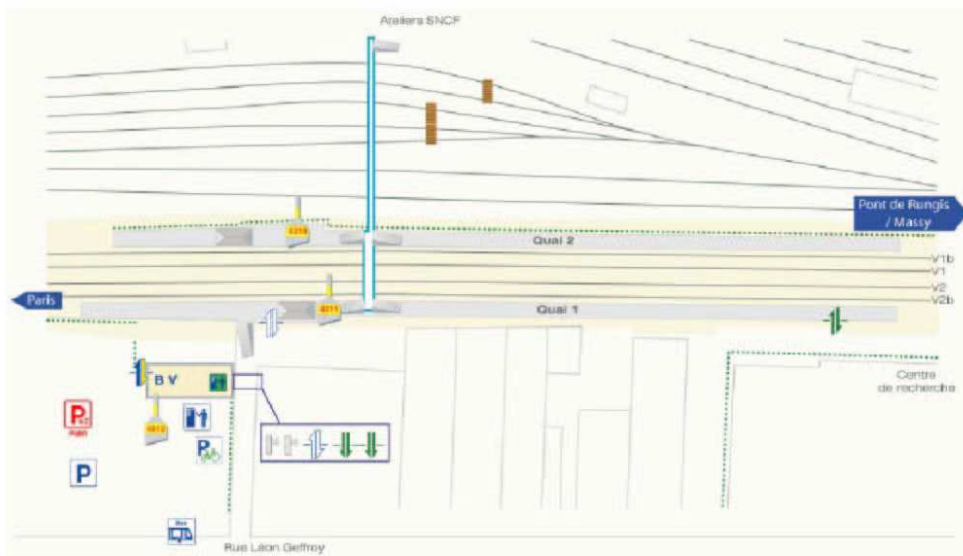 Ateliers SNCF
Pont de Rungis
/ Massy
Quai 2
V1b
V1
V2
V2b
Paris
Quai 1
Centre
de recherche
B V
P
P
P
Bus
Rue Léon Geffroy